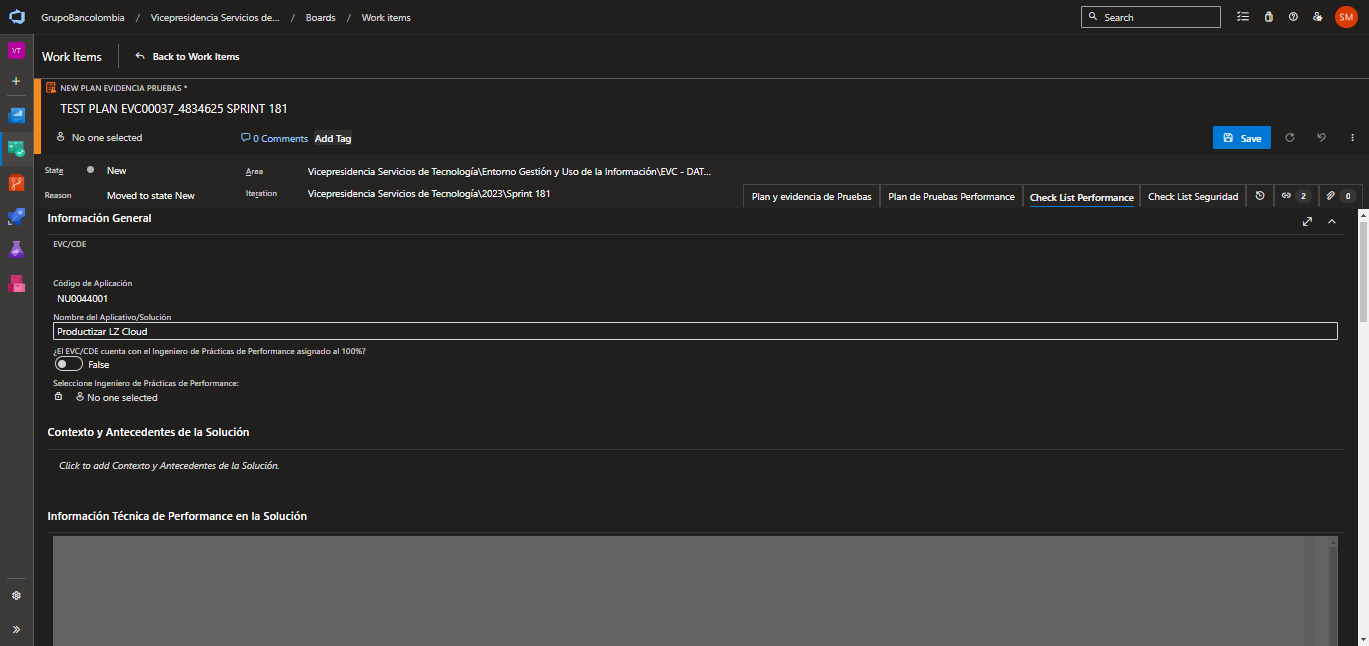 GrupoBancolombia / Vicepresidencia Servicios de... / Boards / Work items
Search
SM
VT
Work Items
Back to Work Items
NEW PLAN EVIDENCIA PRUEBAS *
TEST PLAN EVC00037_4834625 SPRINT 181
No one selected
0 Comments
Add Tag
Save
State
New
Area
Vicepresidencia Servicios de Tecnología\Entorno Gestión y Uso de la Información\EVC - DAT...
Reason
Moved to state New
Iteration
Vicepresidencia Servicios de Tecnología\2023\Sprint 181
Plan y evidencia de Pruebas
Plan de Pruebas Performance
Check List Performance
Check List Seguridad
2
0
Información General
EVC/CDE
Código de Aplicación
NU0044001
Nombre del Aplicativo/Solución
Productizar LZ Cloud
¿El EVC/CDE cuenta con el Ingeniero de Prácticas de Performance asignado al 100%?
False
Seleccione Ingeniero de Prácticas de Performance:
No one selected
Contexto y Antecedentes de la Solución
Click to add Contexto y Antecedentes de la Solución.
Información Técnica de Performance en la Solución